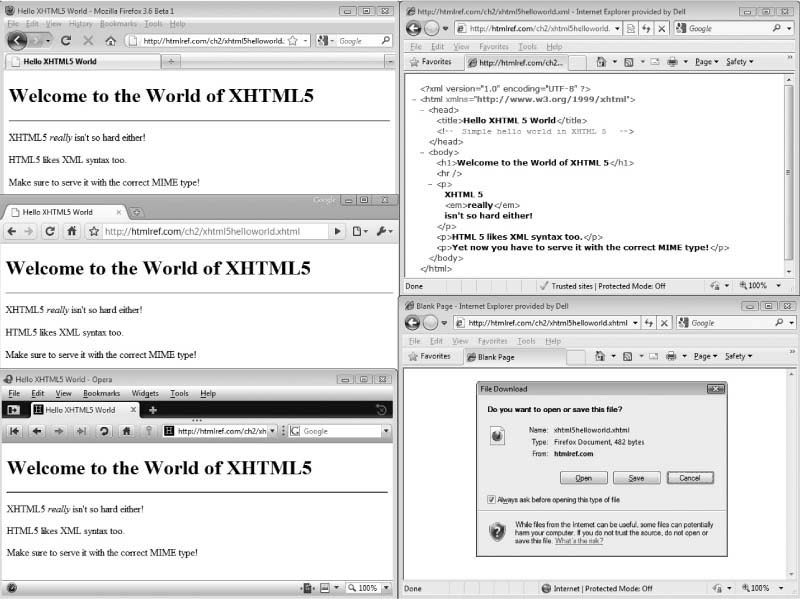 Hello XHTML5 World - Mozilla Firefox 3.6 Beta 1
File Edit View History Bookmarks Tools Help
http://htmlref.com/ch2/xhtml5helloworld.
Google
Hello XHTML5 World
Welcome to the World of XHTML5
XHTML5 really isn't so hard either!
HTML5 likes XML syntax too.
Make sure to serve it with the correct MIME type!
Google
Hello XHTML5 World
http://htmlref.com/ch2/xhtml5helloworld.xhtml
Welcome to the World of XHTML5
XHTML5 really isn't so hard either!
HTML5 likes XML syntax too.
Make sure to serve it with the correct MIME type!
Hello XHTML5 World - Opera
File Edit View Bookmarks Widgets Tools Help
Hello XHTML5 World
http://htmlref.com/ch2/xh
Google
Welcome to the World of XHTML5
XHTML5 really isn't so hard either!
HTML5 likes XML syntax too.
Make sure to serve it with the correct MIME type!
100%
http://htmlref.com/ch2/xhtml5helloworld.xml - Internet Explorer provided by Dell
http://htmlref.com/ch2/xhtml5helloworld.xml
Google
File Edit View Favorites Tools Help
Favorites http://htmlref.com/ch2... Page Safety
<?xml version="1.0" encoding="UTF-8" ?>
- <html xmlns="http://www.w3.org/1999/xhtml">
- <head>
<title>Hello XHTML 5 World</title>
<!-- Simple hello world in XHTML 5 -->
</head>
- <body>
<h1>Welcome to the World of XHTML 5</h1>
<hr />
- <p>
XHTML 5
<em>really</em>
isn't so hard either!
</p>
<p>HTML 5 likes XML syntax too.</p>
<p>Yet now you have to serve it with the correct MIME type!</p>
</body>
</html>
Done Trusted sites | Protected Mode: Off 100%
Blank Page - Internet Explorer provided by Dell
http://htmlref.com/ch2/xhtml5helloworld.xhtml
Google
File Edit View Favorites Tools Help
Favorites Blank Page Page Safety
File Download
Do you want to open or save this file?
Name: xhtml5helloworld.xhtml
Type: Firefox Document, 482 bytes
From: htmlref.com
Open Save Cancel
Always ask before opening this type of file
While files from the Internet can be useful, some files can potentially
harm your computer. If you do not trust the source, do not open or
save this file. What's the risk?
Done Internet | Protected Mode: Off 100%